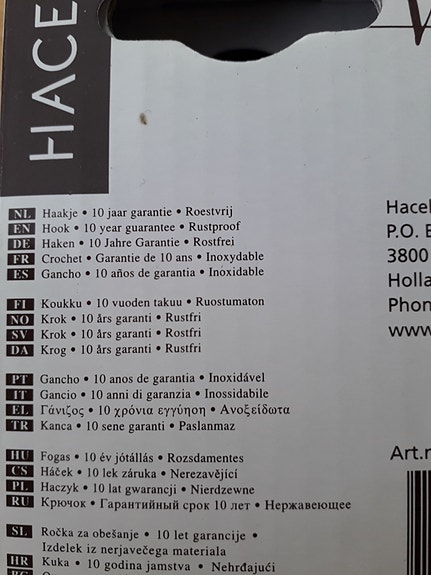 HACE
NL Haakje • 10 jaar garantie • Roestvrij
EN Hook • 10 year guarantee • Rustproof
DE Haken • 10 Jahre Garantie • Rostfrei
FR Crochet • Garantie de 10 ans • Inoxydable
ES Gancho • 10 años de garantia • Inoxidable
FI Koukku • 10 vuoden takuu • Ruostumaton
NO Krok • 10 års garanti • Rustfri
SV Krok • 10 års garanti • Rostfri
DA Krog • 10 års garanti • Rustfri
PT Gancho • 10 anos de garantia • Inoxidável
IT Gancio • 10 anni di garanzia • Inossidabile
EL Γάνιζος • 10 χρόνια εγγύηση • Ανοξείδωτα
TR Kanca • 10 sene garanti • Paslanmaz
HU Fogas • 10 év jótállás • Rozsdamentes
CS Háček • 10 lek záruka • Nerezavějící
PL Haczyk • 10 lat gwarancji • Nierdzewne
RU Крючок • Гарантийный срок 10 лет • Нержавеющее
SL Ročka za obešanje • 10 let garancije •
Izdelek iz nerjavečega materiala
HR Kuka • 10 godina jamstva • Nehrđajući
BG
Hacel
P.O. B
3800
Holla
Phon
www
Art.n